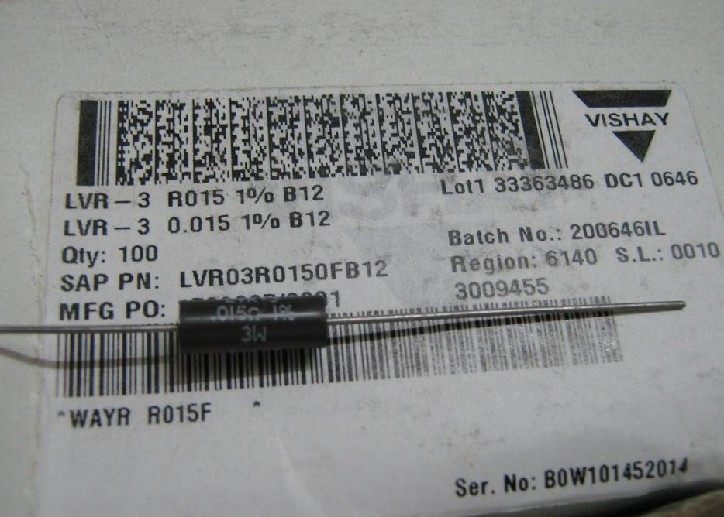 VISHAY
LVR-3 R015 1% B12
Lot1 33363486 DC1 0646
LVR-3 0.015 1% B12
Qty: 100
Batch No.: 200646IL
SAP PN: LVR03R0150FB12
Region: 6140 S.L.: 0010
MFG PO:
3009455
.015Ω 1%
3W
*WAYR R015F *
Ser. No: B0W101452014